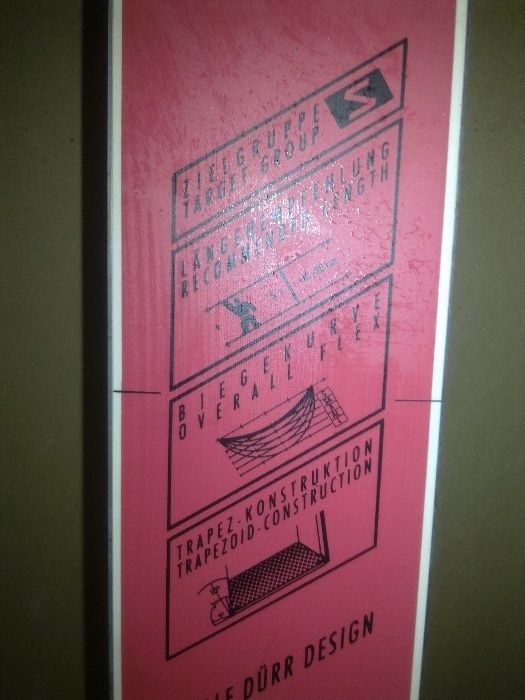 ZIELGRUPPE
TARGET GROUP
S
LÄNGENEMPFEHLUNG
RECOMMENDED LENGTH
BIEGEKURVE
OVERALL FLEX
TRAPEZ-KONSTRUKTION
TRAPEZOID-CONSTRUCTION
DÜRR DESIGN